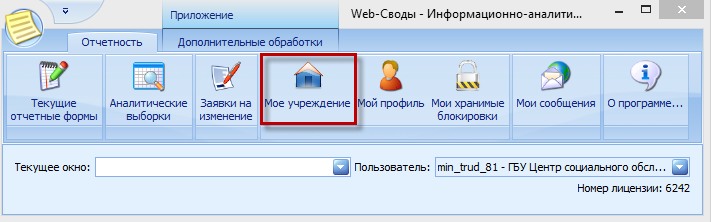 Приложение
Web-Своды - Информационно-аналити...
Отчетность
Дополнительные обработки
Текущие
отчетные формы
Аналитические
выборки
Заявки на
изменение
Мое учреждение
Мой профиль
Мои хранимые
блокировки
Мои сообщения
О программе...
Текущее окно:
Пользователь: min_trud_81 - ГБУ Центр социального обсл...
Номер лицензии: 6242